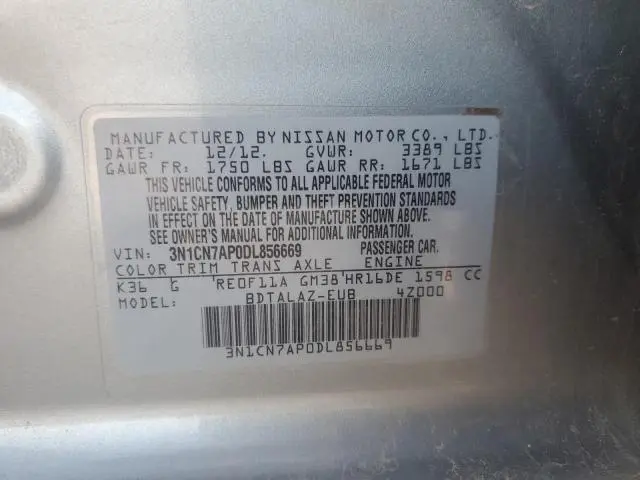 MANUFACTURED BY NISSAN MOTOR CO., LTD.
DATE: 12/12. GVWR: 3389 LBS
GAWR FR: 1750 LBS GAWR RR: 1671 LBS
THIS VEHICLE CONFORMS TO ALL APPLICABLE FEDERAL MOTOR
VEHICLE SAFETY, BUMPER AND THEFT PREVENTION STANDARDS
IN EFFECT ON THE DATE OF MANUFACTURE SHOWN ABOVE.
SEE OWNER'S MANUAL FOR ADDITIONAL INFORMATION.
VIN: 3N1CN7AP0DL856669 PASSENGER CAR.
COLOR TRIM TRANS AXLE ENGINE
K36 G RE0F11A GM38 HR16DE 1598 CC
MODEL: BDTALAZ-EUB 4Z000
3N1CN7AP0DL856669